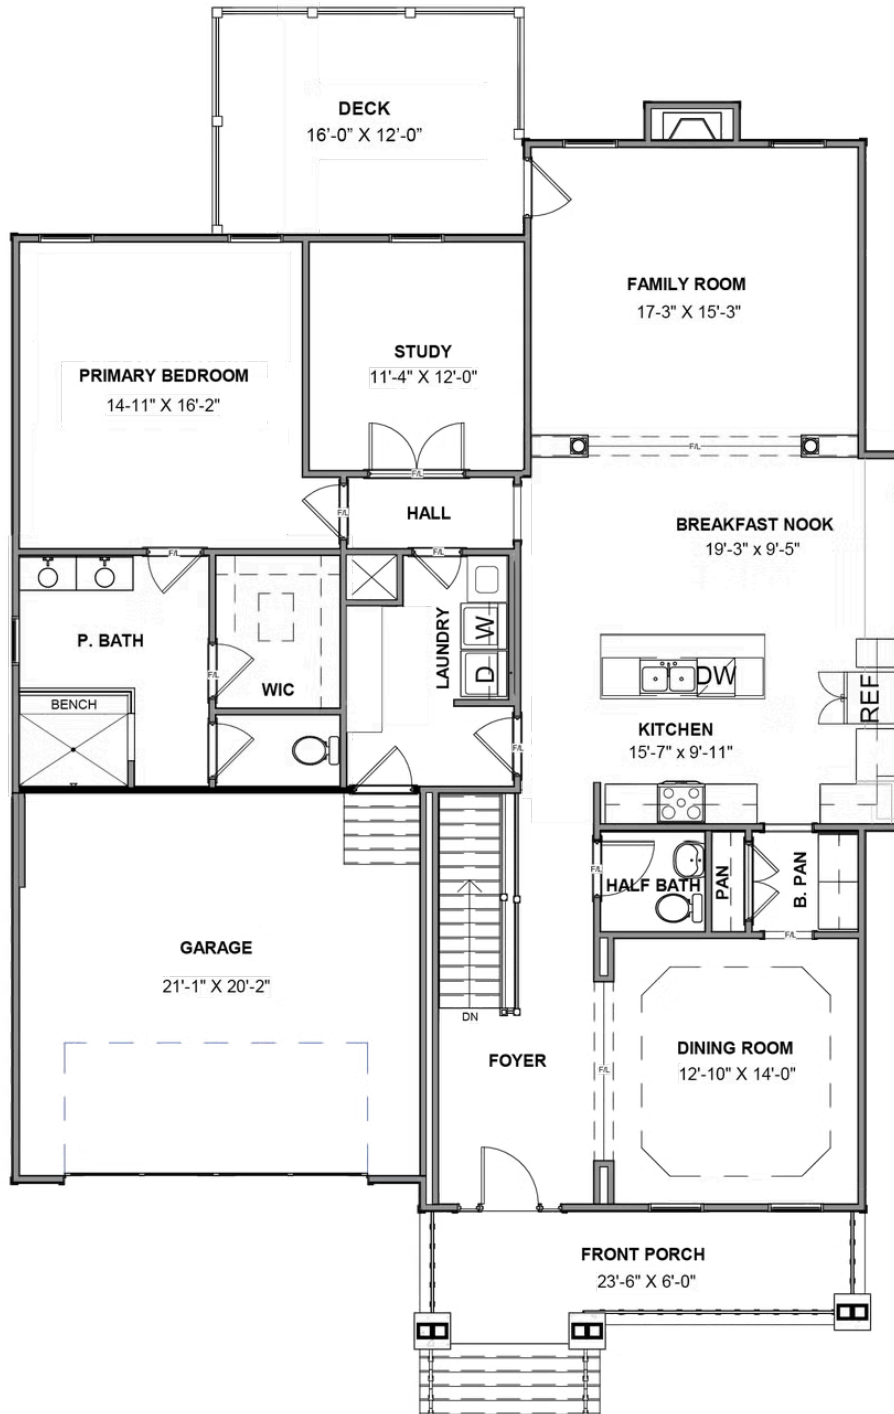 DECK
16'-0" X 12'-0"
FAMILY ROOM
17-3" X 15'-3"
STUDY
11'-4" X 12'-0"
PRIMARY BEDROOM
14-11" X 16'-2"
F/L
F/L
HALL
F/L
BREAKFAST NOOK
19'-3" x 9'-5"
F/L
F/L
P. BATH
LAUNDRY
W
D
WIC
F/L
BENCH
DW
REF
KITCHEN
15'-7" x 9'-11"
F/L
F/L
HALF BATH
PAN
B. PAN
F/L
GARAGE
21'-1" X 20'-2"
DN
FOYER
DINING ROOM
12'-10" X 14'-0"
F/L
FRONT PORCH
23'-6" X 6'-0"